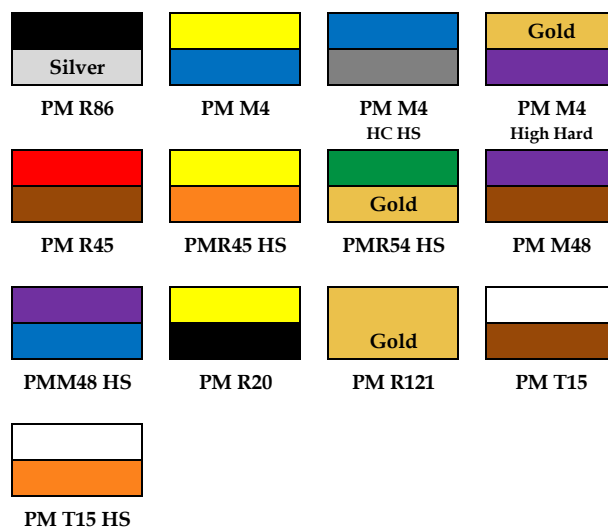 Silver
Gold
PM R86
PM M4
PM M4
HC HS
PM M4
High Hard
Gold
PM R45
PMR45 HS
PMR54 HS
PM M48
Gold
PMM48 HS
PM R20
PM R121
PM T15
PM T15 HS